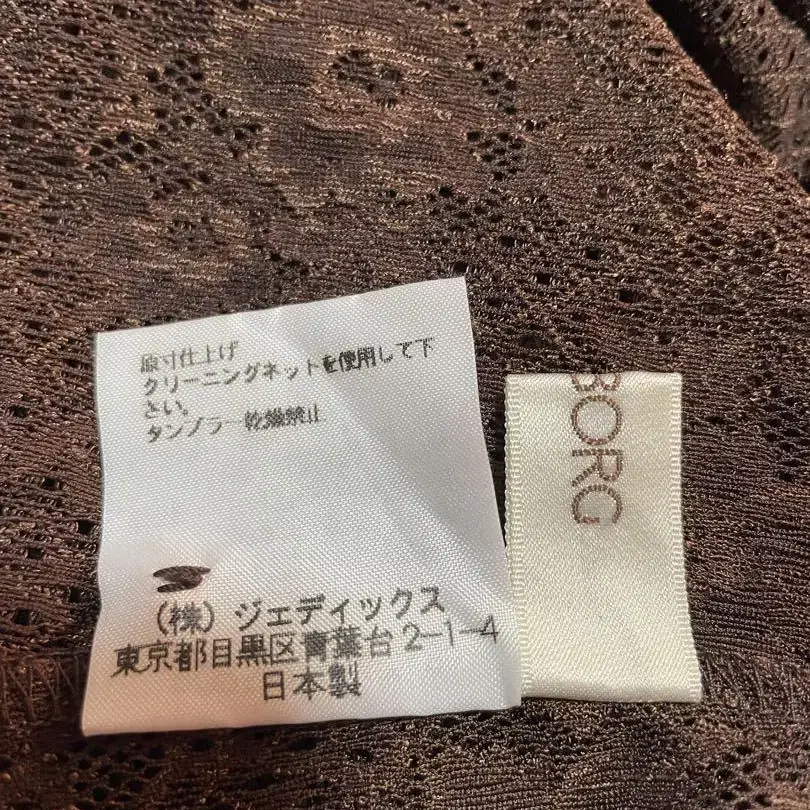 原寸仕上げ
クリーニングネットを使用して下
さい。
タンブラー乾燥禁止
(株)ジェディックス
東京都目黒区青葉台2-1-4
日本製
BORG